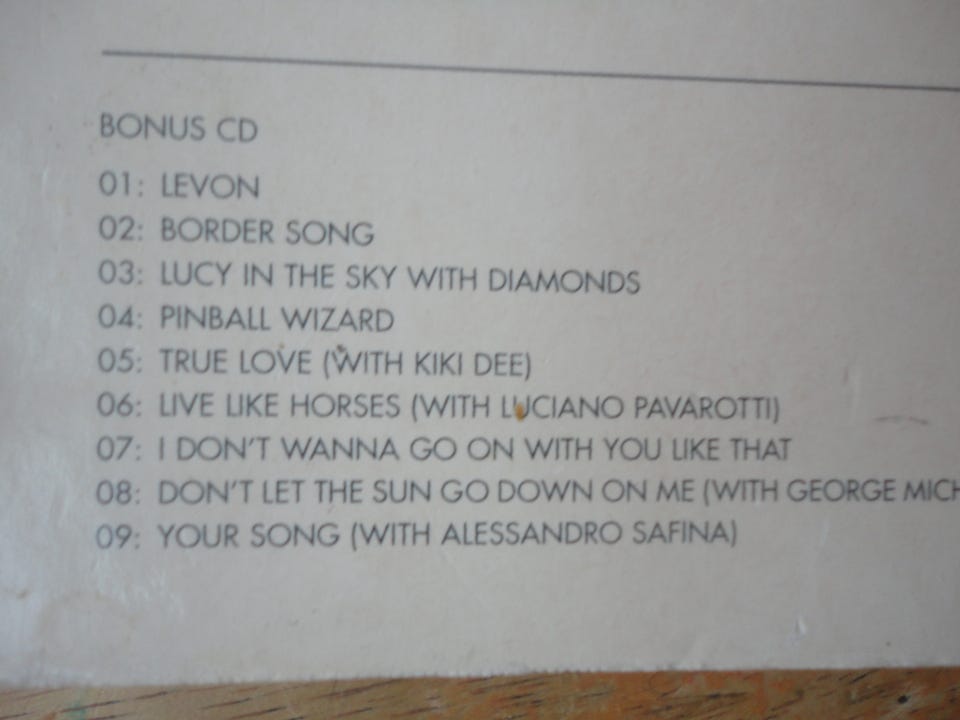 BONUS CD
01: LEVON
02: BORDER SONG
03: LUCY IN THE SKY WITH DIAMONDS
04: PINBALL WIZARD
05: TRUE LOVE (WITH KIKI DEE)
06: LIVE LIKE HORSES (WITH LUCIANO PAVAROTTI)
07: I DON'T WANNA GO ON WITH YOU LIKE THAT
08: DON'T LET THE SUN GO DOWN ON ME (WITH GEORGE MICH
09: YOUR SONG (WITH ALESSANDRO SAFINA)